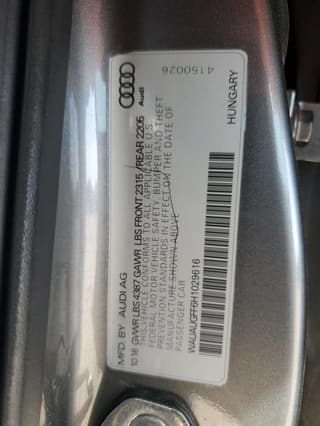 4150026
Audi
MFD BY AUDI AG
10.16 GVWR LBS 4387 GAWR LBS FRONT 2315 /REAR 2205
THIS VEHICLE CONFORMS TO ALL APPLICABLE U.S.
FEDERAL MOTOR VEHICLE SAFETY, BUMPER AND THEFT
PREVENTION STANDARDS IN EFFECT ON THE DATE OF
MANUFACTURE SHOWN ABOVE
PASSENGER CAR
WAUAUGFF6H1029616
HUNGARY